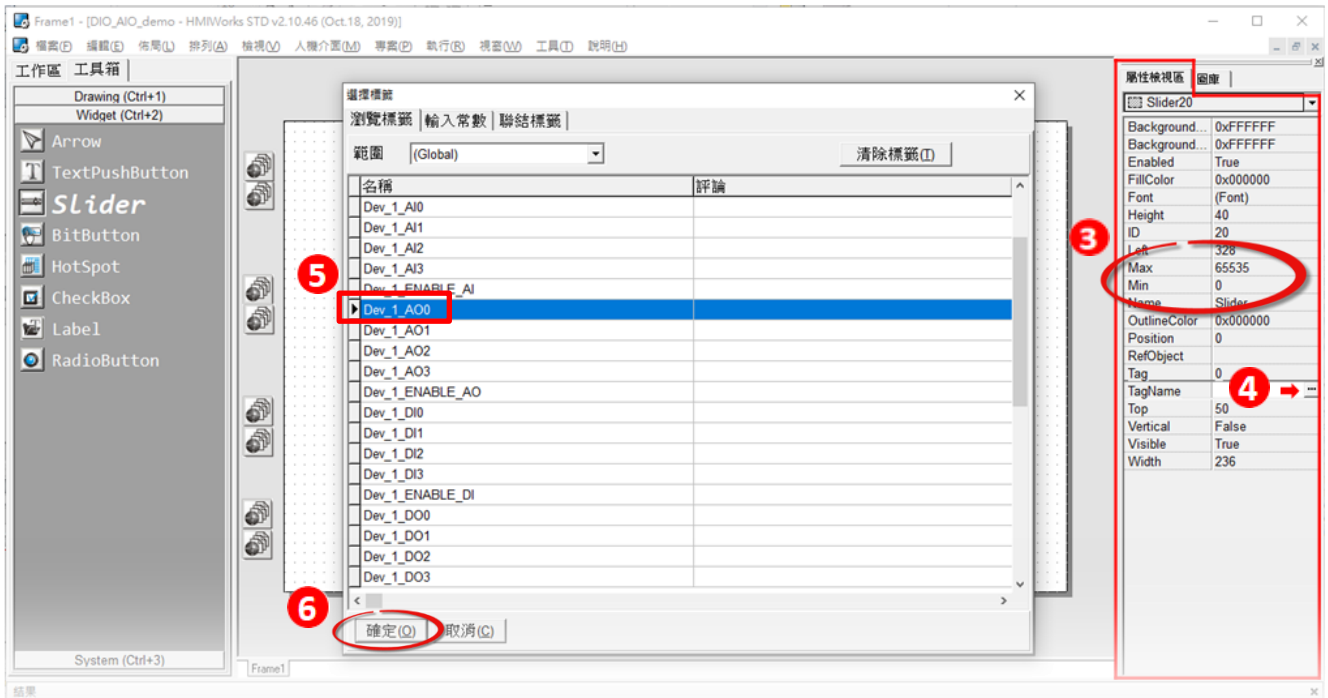 Frame1 - [DIO_AIO_demo - HMIWorks STD v2.10.46 (Oct.18, 2019)]
檔案(F) 編輯(E) 佈局(L) 排列(A) 檢視(V) 人機介面(M) 專案(P) 執行(R) 視窗(W) 工具(T) 說明(H)
工作區 工具箱
Drawing (Ctrl+1)
Widget (Ctrl+2)
Arrow
TextPushButton
Slider
BitButton
HotSpot
CheckBox
Label
RadioButton
System (Ctrl+3)
Frame1
結果
選擇標籤
瀏覽標籤 輸入常數 聯結標籤
範圍 (Global) 清除標籤(T)
名稱 評論
Dev_1_AI0
Dev_1_AI1
Dev_1_AI2
Dev_1_AI3
Dev_1_ENABLE_AI
5
Dev_1_AO0
Dev_1_AO1
Dev_1_AO2
Dev_1_AO3
Dev_1_ENABLE_AO
Dev_1_DI0
Dev_1_DI1
Dev_1_DI2
Dev_1_DI3
Dev_1_ENABLE_DI
Dev_1_DO0
Dev_1_DO1
Dev_1_DO2
Dev_1_DO3
6
確定(O) 取消(C)
屬性檢視區 圖庫
Slider20
Background... 0xFFFFFF
Background... 0xFFFFFF
Enabled True
FillColor 0x000000
Font (Font)
Height 40
ID 20
3
Left 328
Max 65535
Min 0
Name Slider
OutlineColor 0x000000
Position 0
RefObject
Tag 0
TagName 4 ...
Top 50
Vertical False
Visible True
Width 236